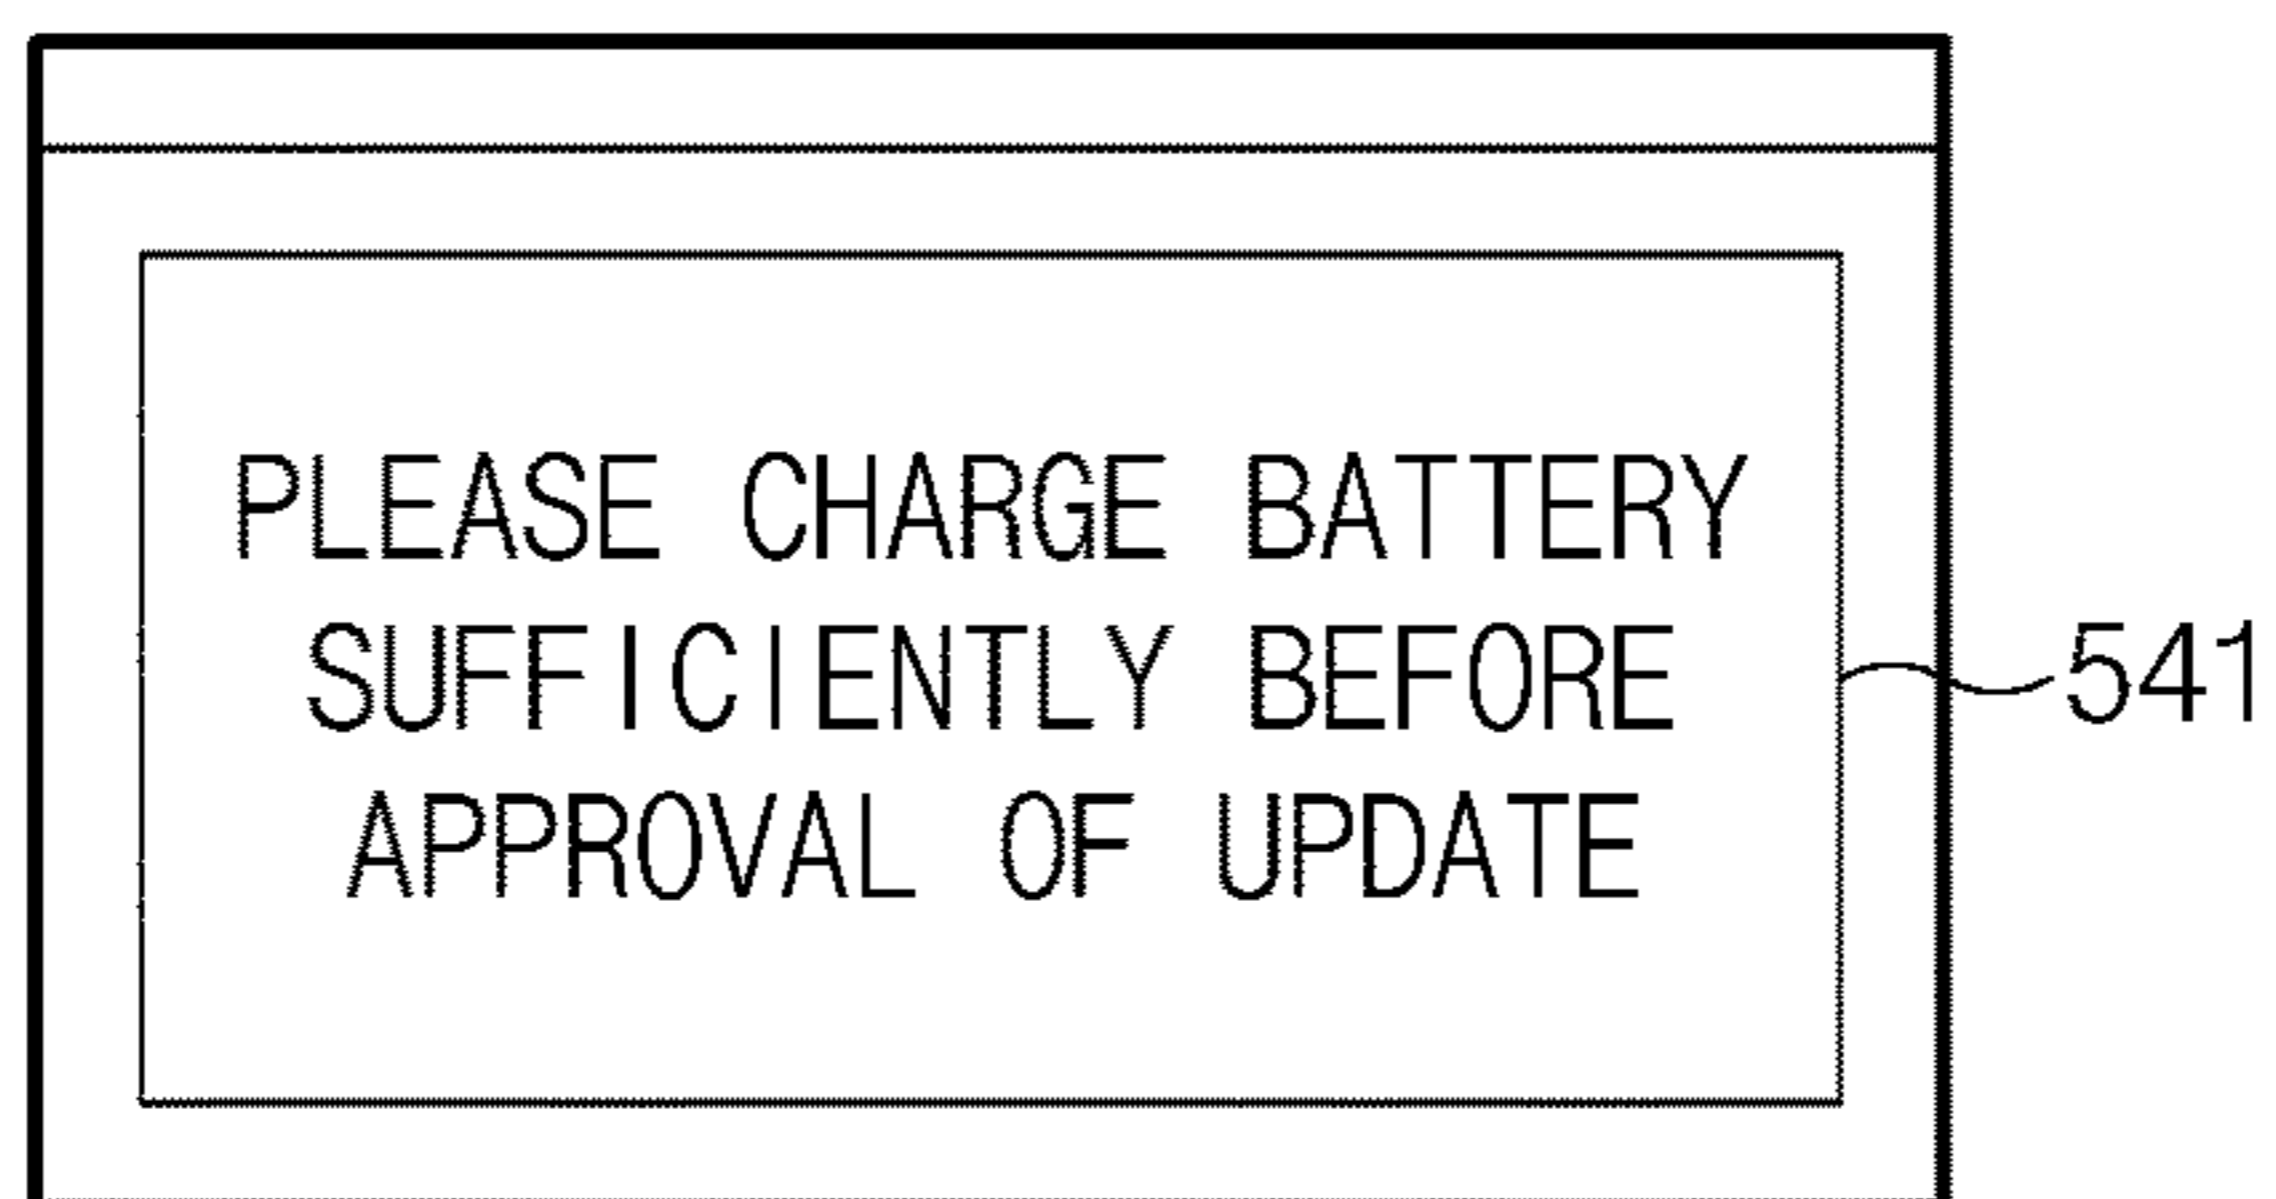 PLEASE CHARGE BATTERY
SUFFICIENTLY BEFORE
APPROVAL OF UPDATE
541